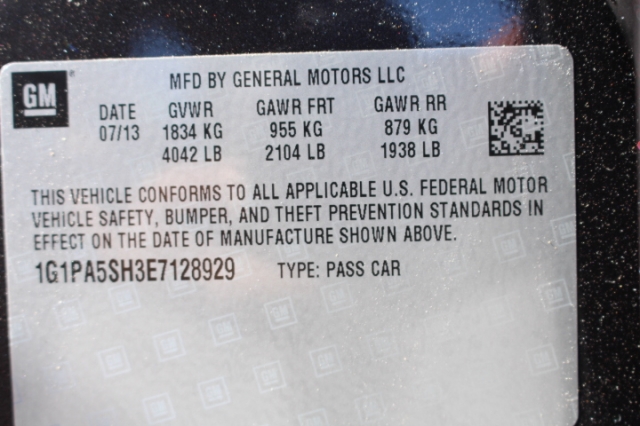 GM
MFD BY GENERAL MOTORS LLC
DATE GVWR GAWR FRT GAWR RR
07/13 1834 KG 955 KG 879 KG
4042 LB 2104 LB 1938 LB
THIS VEHICLE CONFORMS TO ALL APPLICABLE U.S. FEDERAL MOTOR
VEHICLE SAFETY, BUMPER, AND THEFT PREVENTION STANDARDS IN
EFFECT ON THE DATE OF MANUFACTURE SHOWN ABOVE.
1G1PA5SH3E7128929 TYPE: PASS CAR